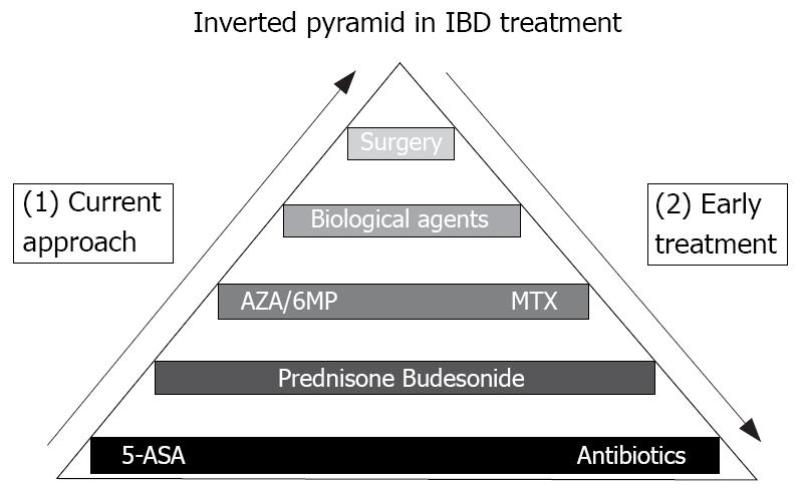 Inverted pyramid in IBD treatment
Surgery
(1) Current
approach
(2) Early
treatment
Biological agents
AZA/6MP MTX
Prednisone Budesonide
5-ASA Antibiotics